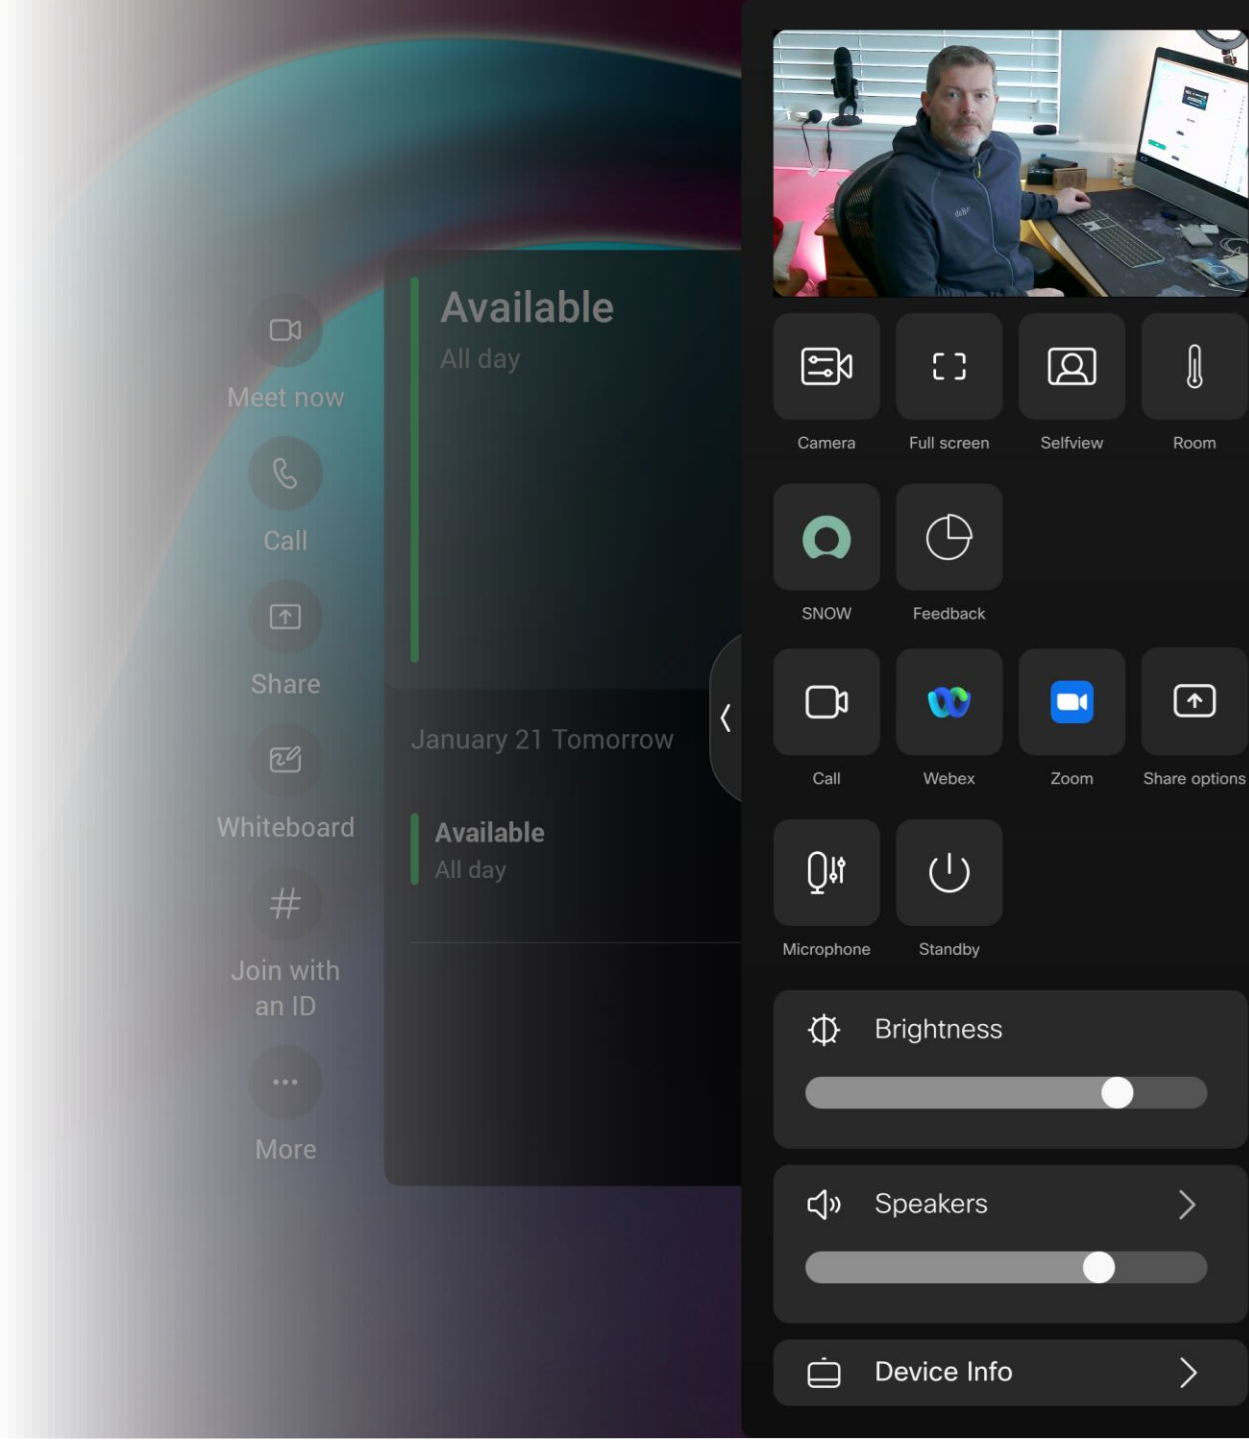 Meet now
Call
Share
Whiteboard
Join with
an ID
More
Available
All day
January 21 Tomorrow
Available
All day
Camera
Full screen
Selfview
Room
SNOW
Feedback
Call
Webex
Zoom
Share options
Microphone
Standby
Brightness
Speakers
Device Info